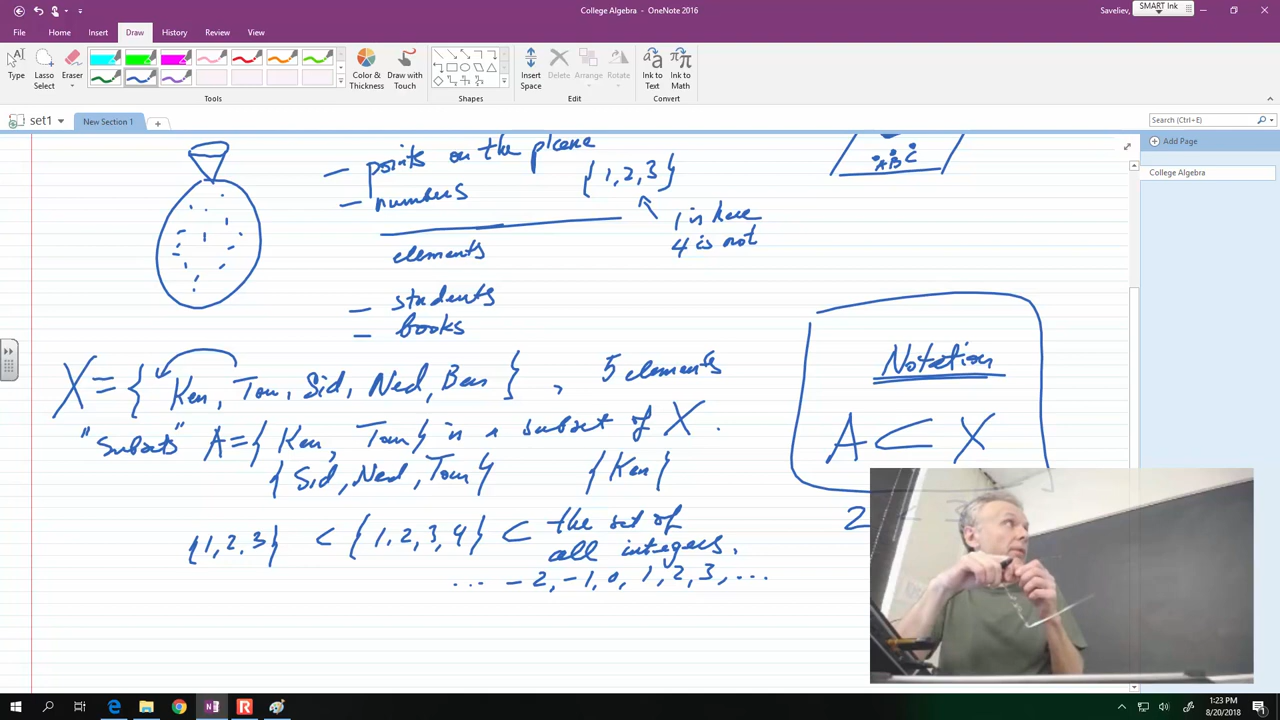 College Algebra - OneNote 2016
Saveliev,
SMART Ink
File Home Insert Draw History Review View
Type
Lasso Select
Eraser
Color & Thickness
Draw with Touch
Insert Space
Delete
Arrange
Rotate
Ink to Text
Ink to Math
Tools
Shapes
Edit
Convert
set1
New Section 1
Search (Ctrl+E)
Add Page
College Algebra
– points on the plane
– numbers
{1, 2, 3}
1 is here
4 is not
A B C
elements
– students
– books
X = { Ken, Tom, Sid, Ned, Ben } , 5 elements
"Subsets" A = { Ken, Tom } is a subset of X .
{ Sid, Ned, Tom } { Ken }
{1, 2, 3} ⊂ {1, 2, 3, 4} ⊂ the set of
all integers.
... –2, –1, 0, 1, 2, 3, ...
Notation
A ⊂ X
2
1:23 PM
8/20/2018